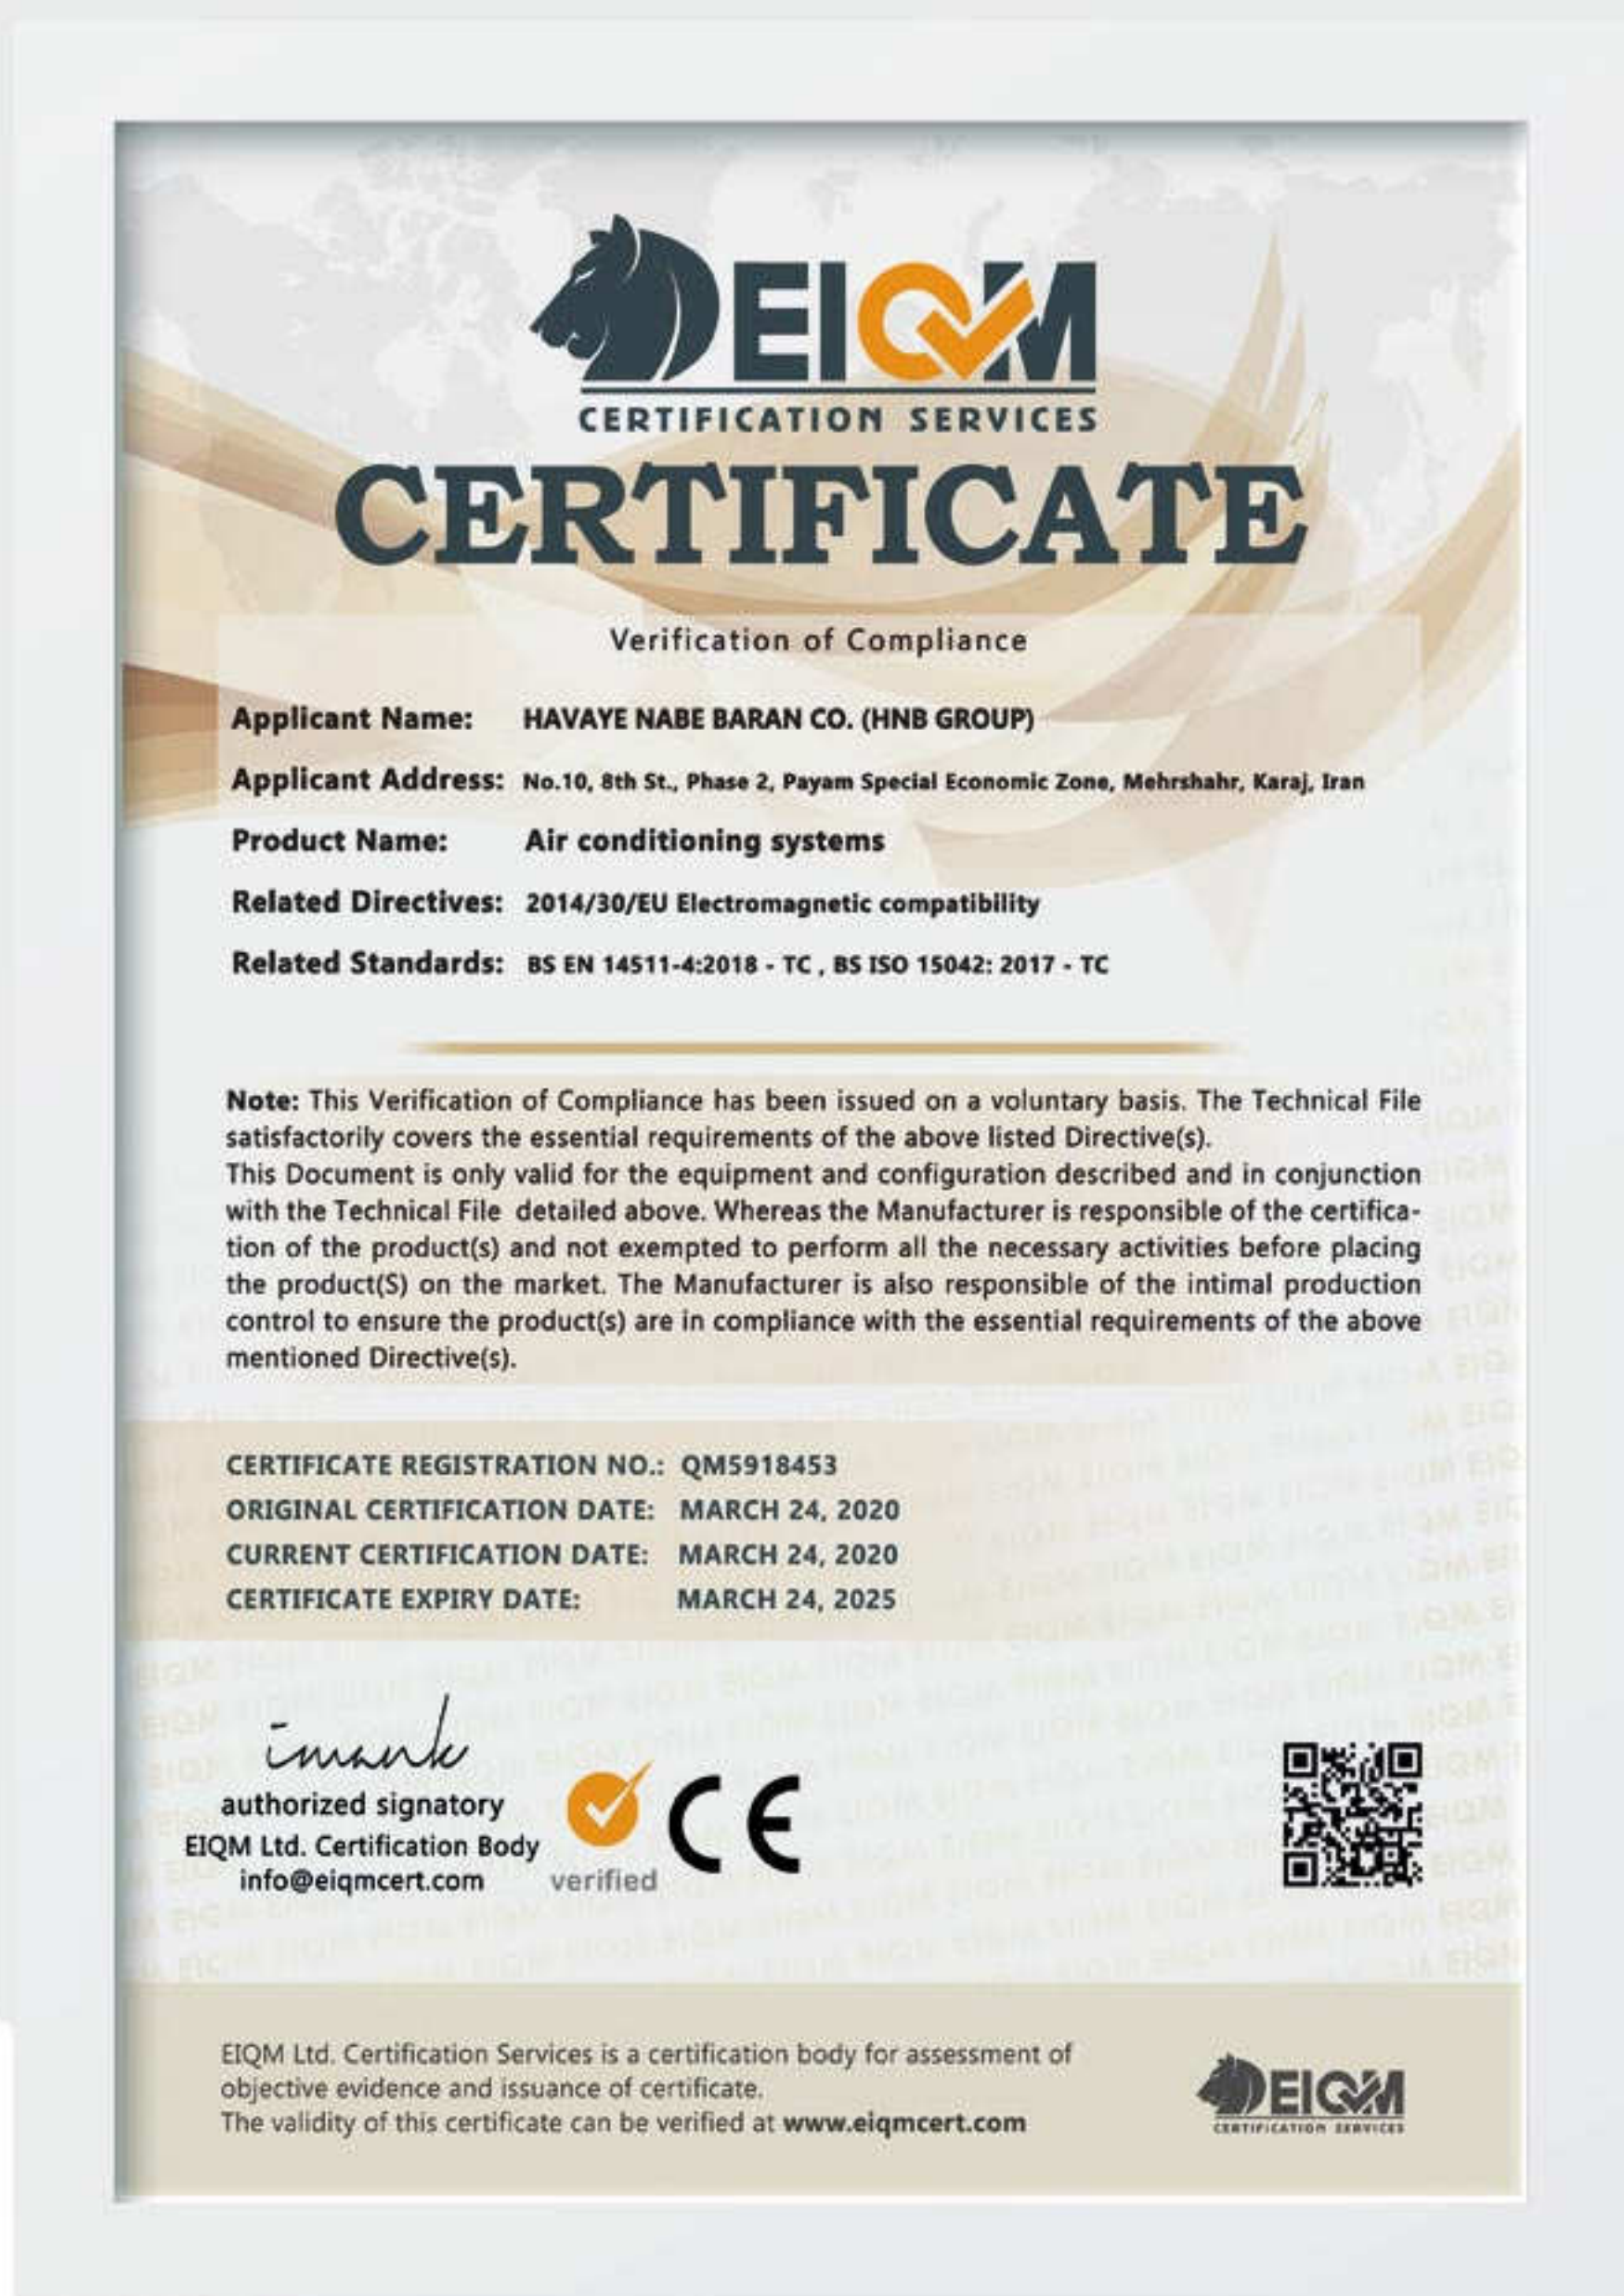 EIQM
CERTIFICATION SERVICES
CERTIFICATE
Verification of Compliance
Applicant Name: HAVAYE NABE BARAN CO. (HNB GROUP)
Applicant Address: No.10, 8th St., Phase 2, Payam Special Economic Zone, Mehrshahr, Karaj, Iran
Product Name: Air conditioning systems
Related Directives: 2014/30/EU Electromagnetic compatibility
Related Standards: BS EN 14511-4:2018 - TC , BS ISO 15042: 2017 - TC
Note: This Verification of Compliance has been issued on a voluntary basis. The Technical File
satisfactorily covers the essential requirements of the above listed Directive(s).
This Document is only valid for the equipment and configuration described and in conjunction
with the Technical File detailed above. Whereas the Manufacturer is responsible of the certifica-
tion of the product(s) and not exempted to perform all the necessary activities before placing
the product(S) on the market. The Manufacturer is also responsible of the intimal production
control to ensure the product(s) are in compliance with the essential requirements of the above
mentioned Directive(s).
CERTIFICATE REGISTRATION NO.: QM5918453
ORIGINAL CERTIFICATION DATE: MARCH 24, 2020
CURRENT CERTIFICATION DATE: MARCH 24, 2020
CERTIFICATE EXPIRY DATE: MARCH 24, 2025
authorized signatory
EIQM Ltd. Certification Body
info@eiqmcert.com
verified
CE
EIQM Ltd. Certification Services is a certification body for assessment of
objective evidence and issuance of certificate.
The validity of this certificate can be verified at www.eiqmcert.com
EIQM
CERTIFICATION SERVICES